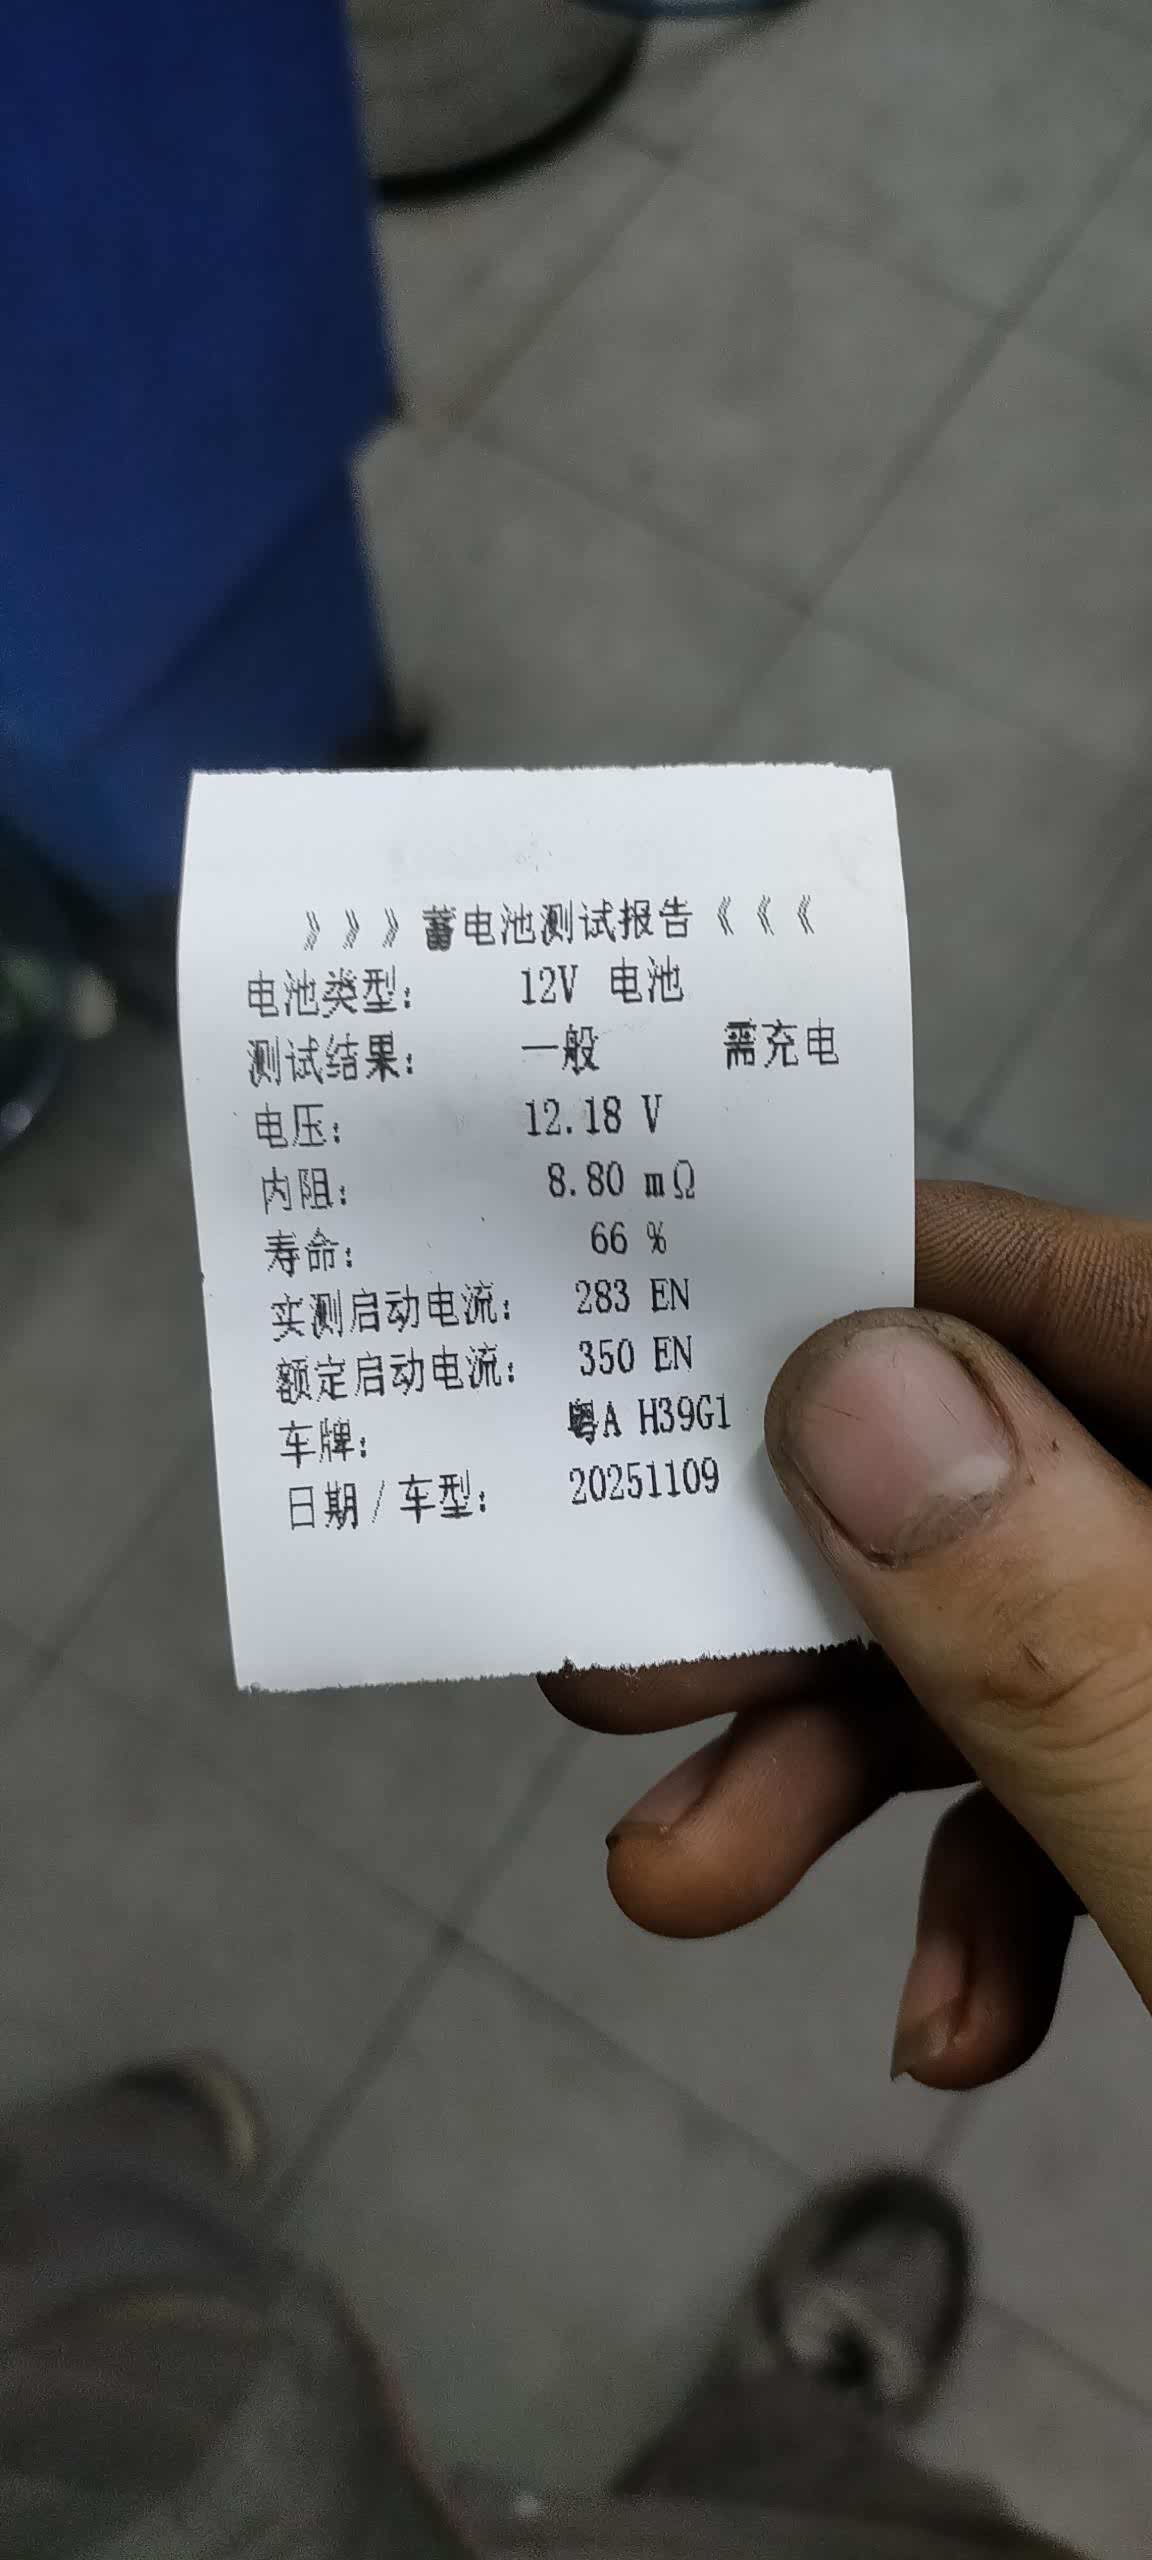 》》》蓄电池测试报告《《《
电池类型: 12V 电池
测试结果: 一般 需充电
电压: 12.18 V
内阻: 8.80 mΩ
寿命: 66 %
实测启动电流: 283 EN
额定启动电流: 350 EN
车牌: 粤A H39G1
日期/车型: 20251109